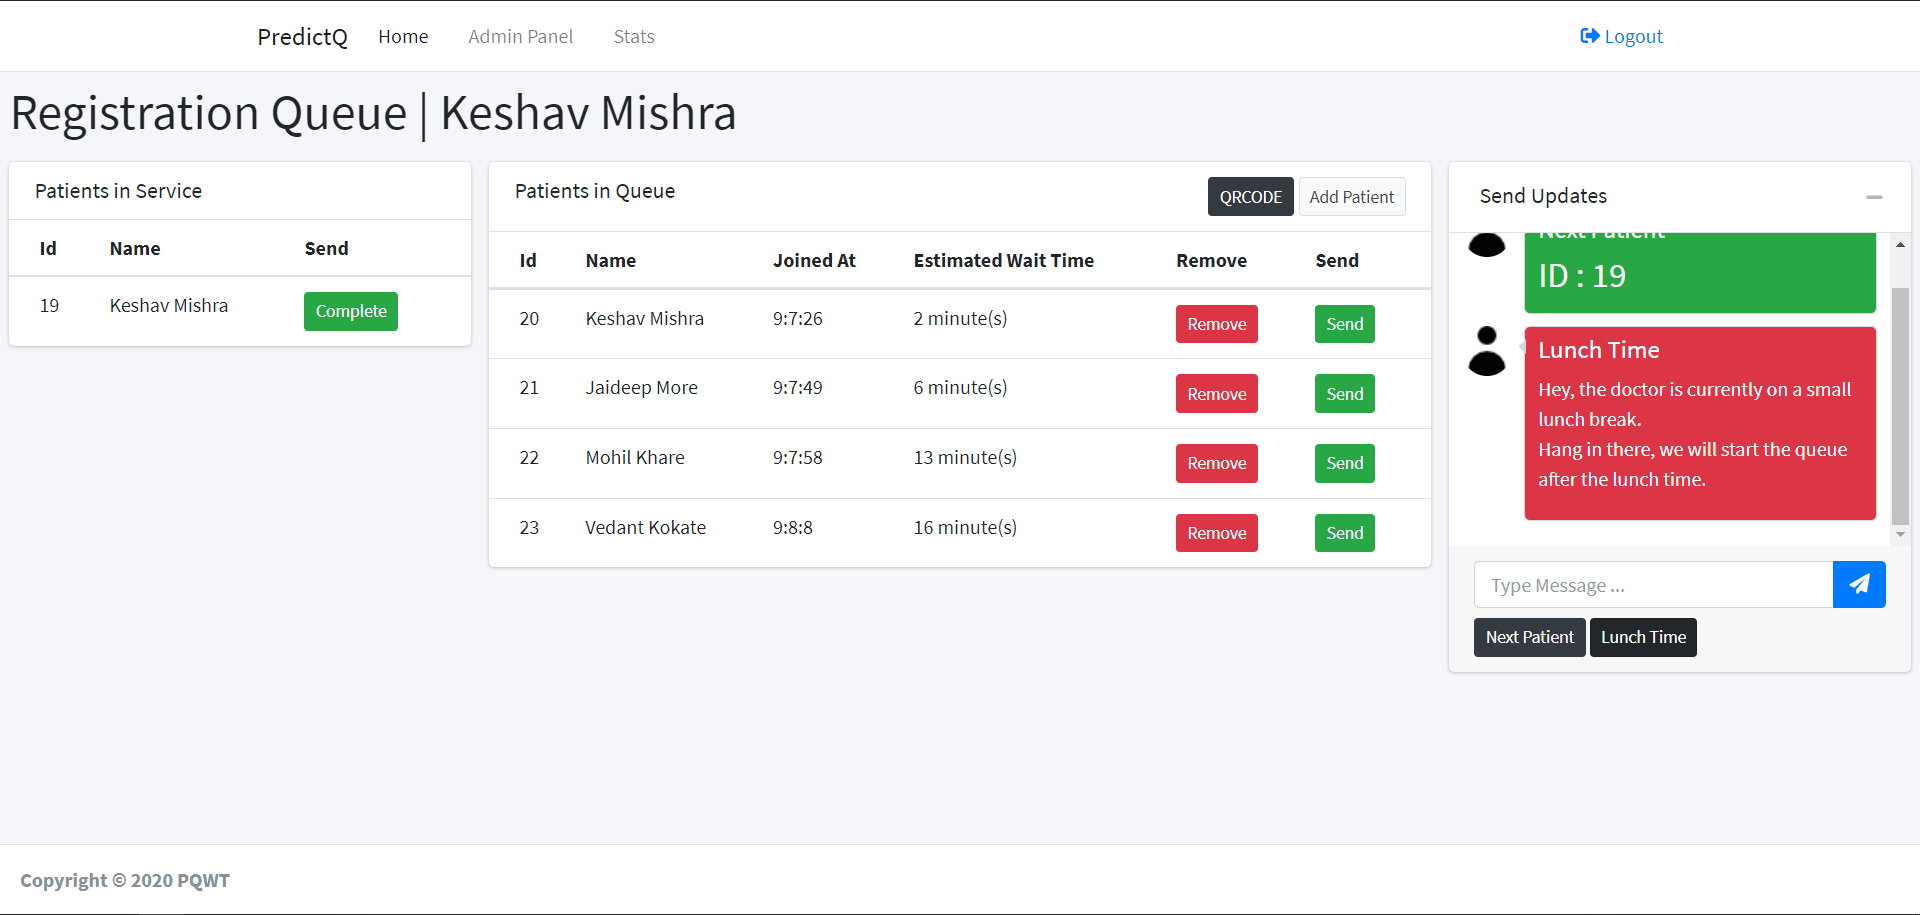 PredictQ Home Admin Panel Stats Logout
Registration Queue | Keshav Mishra
Patients in Service
Id Name Send
19 Keshav Mishra Complete
Patients in Queue QRCODE Add Patient
Id Name Joined At Estimated Wait Time Remove Send
20 Keshav Mishra 9:7:26 2 minute(s) Remove Send
21 Jaideep More 9:7:49 6 minute(s) Remove Send
22 Mohil Khare 9:7:58 13 minute(s) Remove Send
23 Vedant Kokate 9:8:8 16 minute(s) Remove Send
Send Updates
Next Patient
ID : 19
Lunch Time
Hey, the doctor is currently on a small
lunch break.
Hang in there, we will start the queue
after the lunch time.
Type Message ...
Next Patient Lunch Time
Copyright © 2020 PQWT